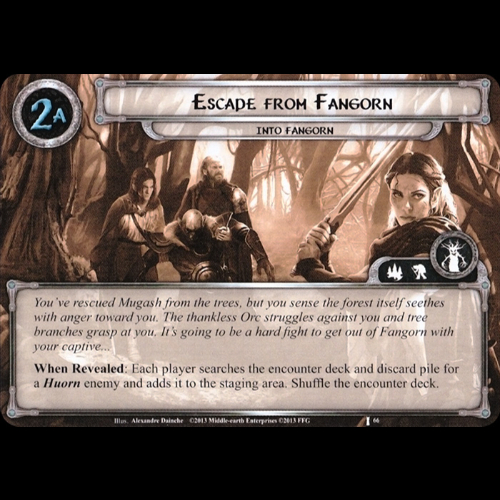 2A
ESCAPE FROM FANGORN
INTO FANGORN
You've rescued Mugash from the trees, but you sense the forest itself seethes
with anger toward you. The thankless Orc struggles against you and tree
branches grasp at you. It's going to be a hard fight to get out of Fangorn with
your captive...
When Revealed: Each player searches the encounter deck and discard pile for
a Huorn enemy and adds it to the staging area. Shuffle the encounter deck.
Illus. Alexandre Dainche ©2013 Middle-earth Enterprises ©2013 FFG 66